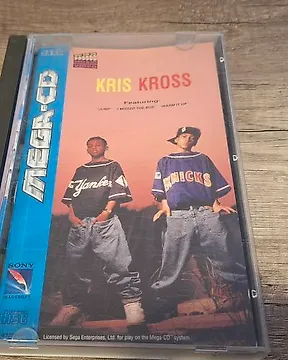 MEGA-CD
KRIS KROSS
Featuring:
"JUMP" "I MISSED THE BUS" "WARM IT UP"
Yankees
KNICKS
SONY
IMAGESOFT
Licensed by Sega Enterprises, Ltd. for play on the Mega CD™ system.